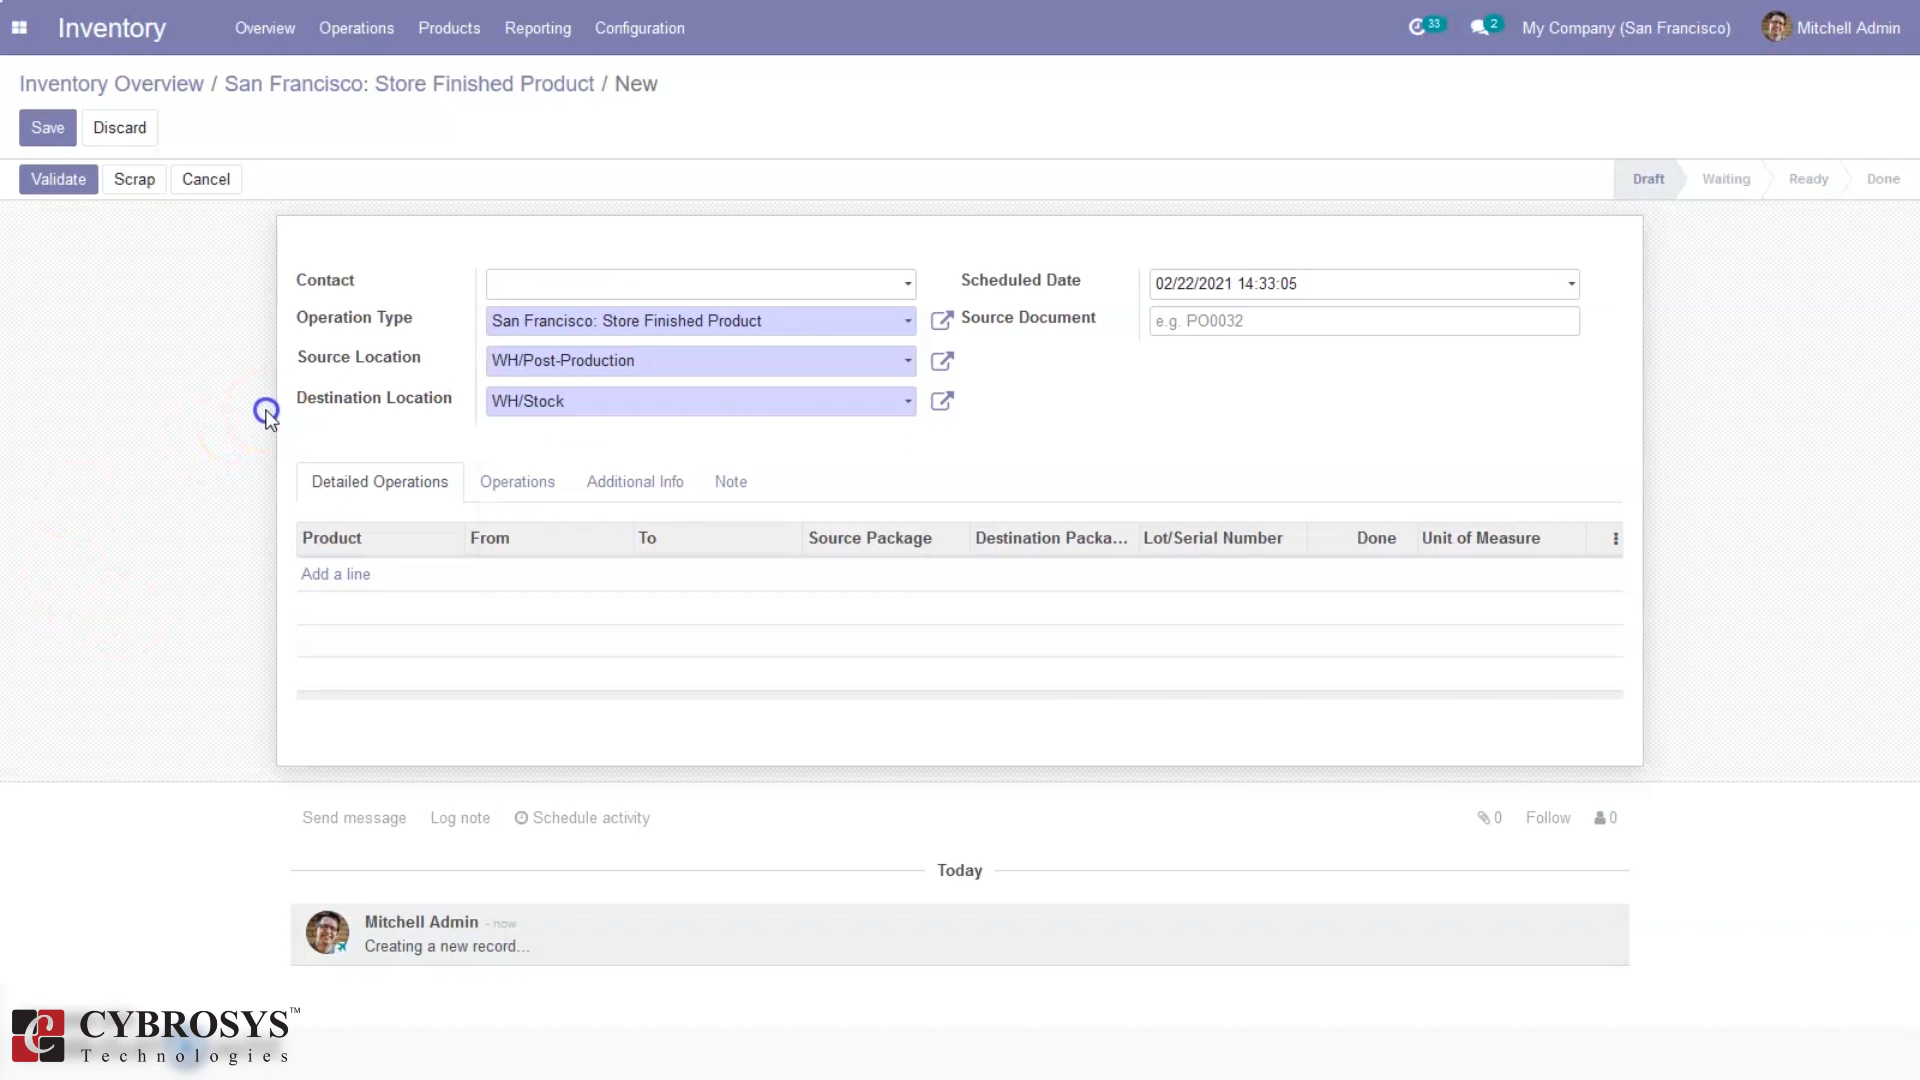 Inventory Overview Operations Products Reporting Configuration 33 2 My Company (San Francisco) Mitchell Admin
Inventory Overview / San Francisco: Store Finished Product / New
Save Discard
Validate Scrap Cancel Draft Waiting Ready Done
Contact Scheduled Date 02/22/2021 14:33:05
Operation Type San Francisco: Store Finished Product Source Document e.g. PO0032
Source Location WH/Post-Production
Destination Location WH/Stock
Detailed Operations Operations Additional Info Note
Product From To Source Package Destination Packa... Lot/Serial Number Done Unit of Measure
Add a line
Send message Log note Schedule activity 0 Follow 0
Today
Mitchell Admin - now
Creating a new record...
CYBROSYS™
Technologies